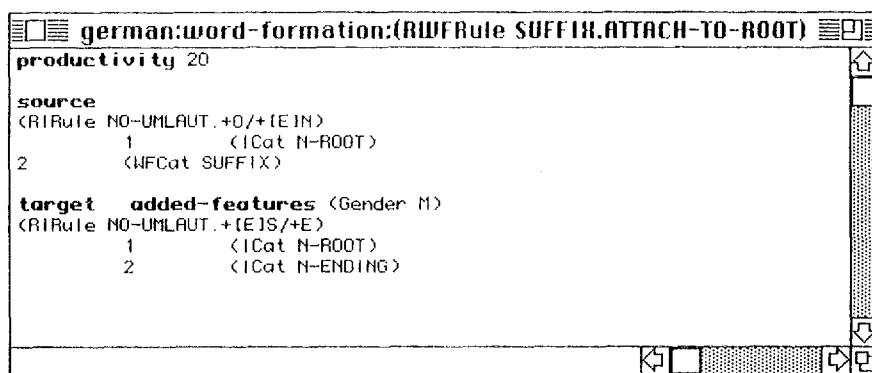 german:word-formation:(RWFRule SUFFIX.ATTACH-TO-ROOT)
productivity 20
source
(RIRule NO-UMLAUT.+0/+[E]N)
1 (ICat N-ROOT)
2 (WFCat SUFFIX)
target added-features (Gender M)
(RIRule NO-UMLAUT.+[E]S/+E)
1 (ICat N-ROOT)
2 (ICat N-ENDING)